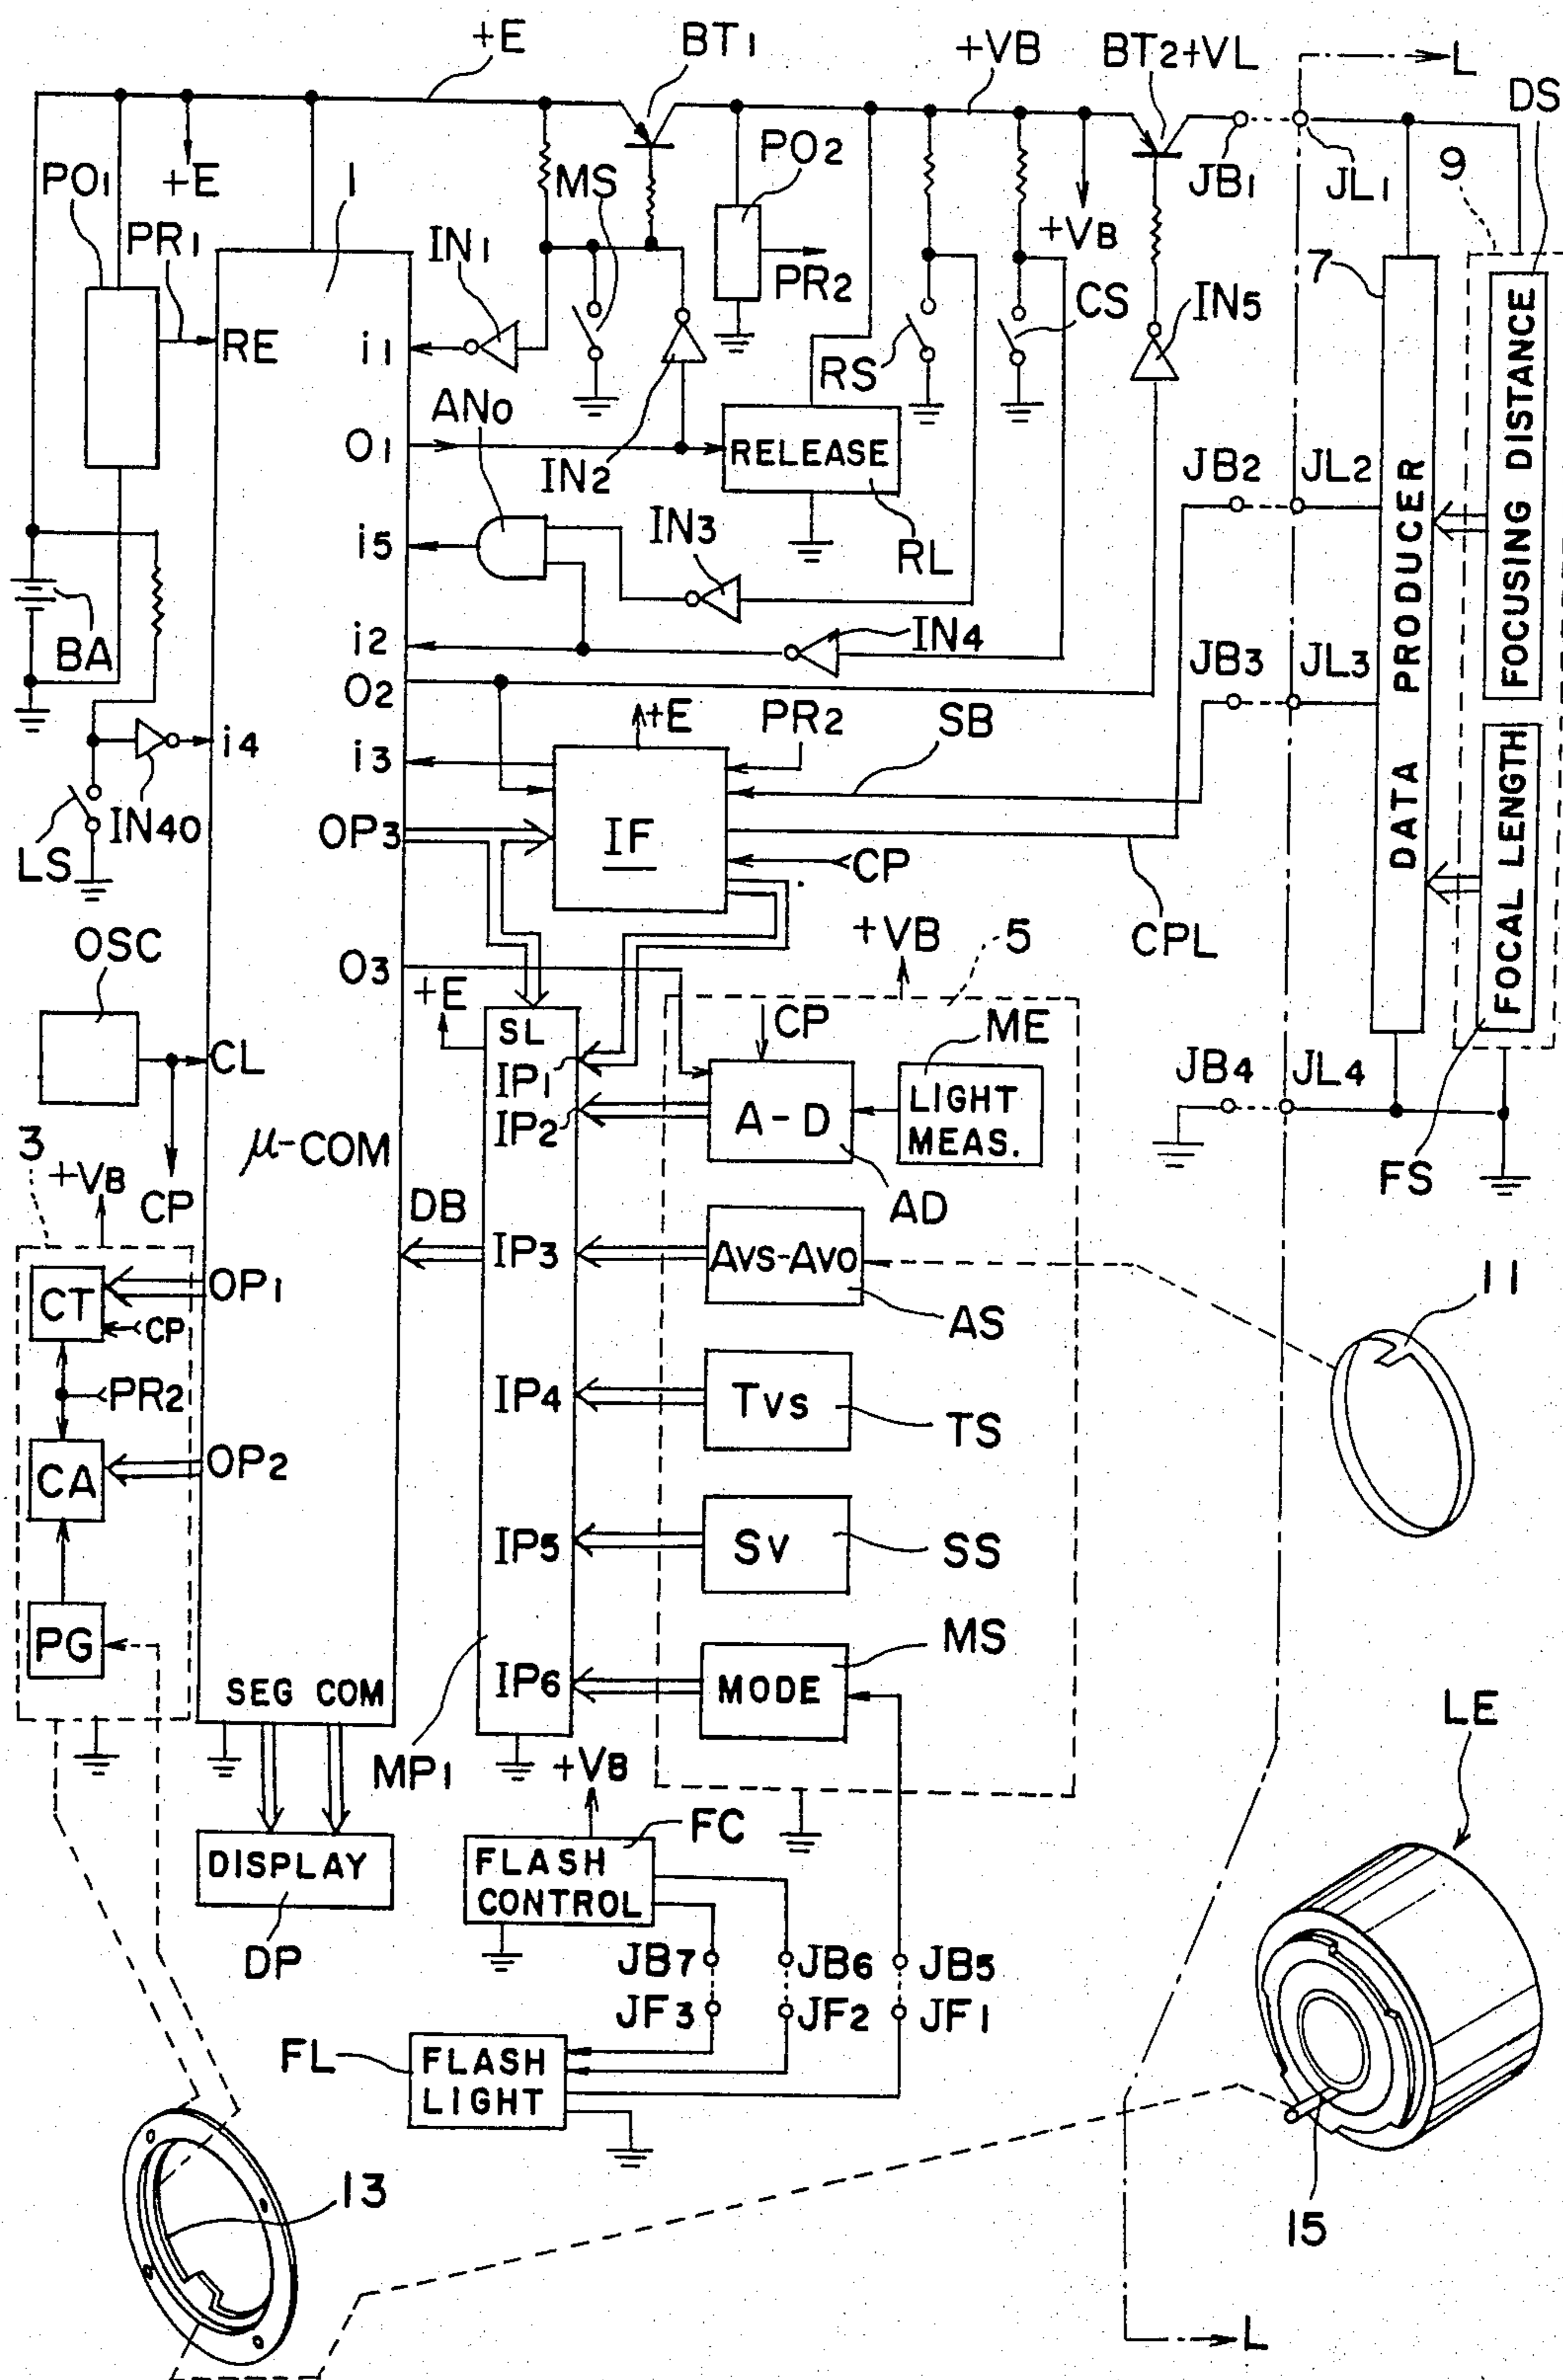 +E
BT1
+VB
BT2+VL
L
DS
PO1
+E
1
PR1
IN1
MS
PO2
PR2
+VB
JB1
JL1
9
7
RE
i1
RS
CS
IN5
ANo
O1
IN2
RELEASE
JB2
JL2
i5
IN3
RL
BA
i2
IN4
O2
JB3
JL3
DATA PRODUCER
FOCUSING DISTANCE
FOCAL LENGTH
+E
PR2
SB
i4
i3
LS
IN40
OP3
IF
CP
CPL
OSC
O3
+E
+VB
5
SL
CP
ME
CL
IP1
IP2
A-D
LIGHT
MEAS.
JB4
JL4
FS
3
+VB
CP
μ-COM
DB
AD
IP3
Avs-Avo
AS
11
CT
OP1
CP
PR2
IP4
Tvs
TS
CA
OP2
IP5
Sv
SS
PG
MS
IP6
MODE
SEG COM
MP1
+VB
LE
FC
DISPLAY
FLASH
CONTROL
DP
JB7
JB6
JB5
JF3
JF2
JF1
FL
FLASH
LIGHT
13
15
L